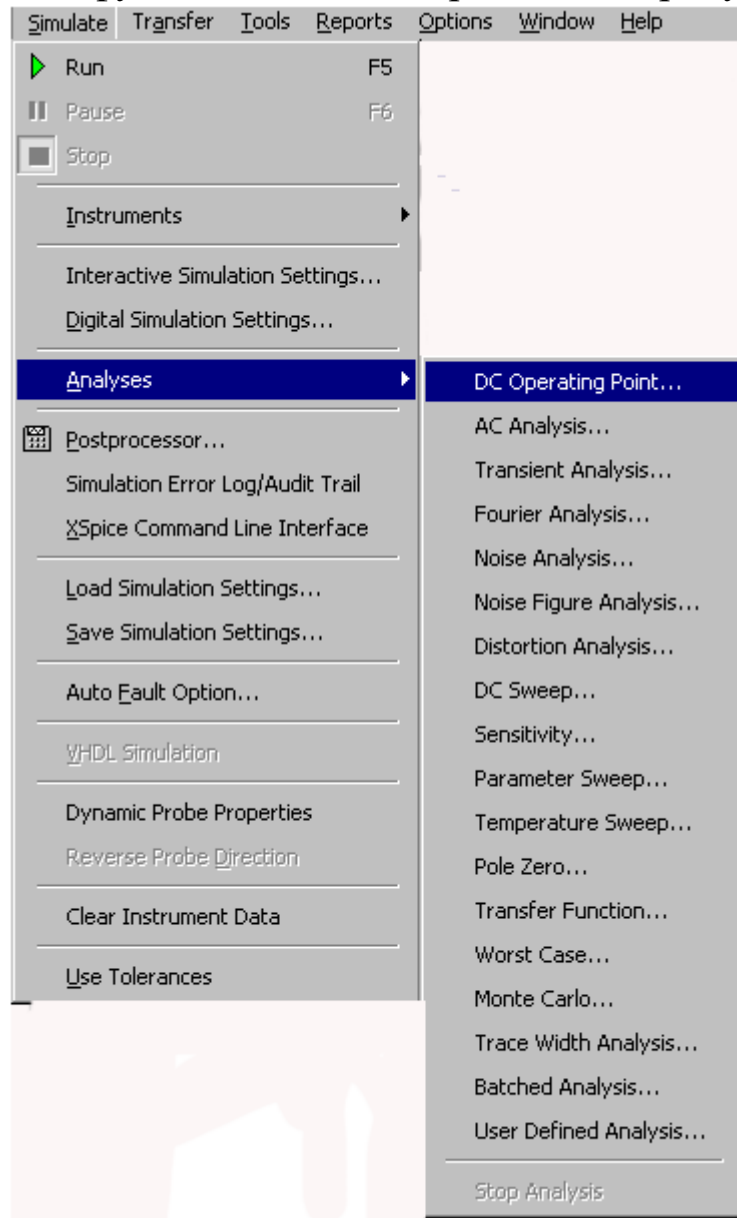 Simulate Transfer Tools Reports Options Window Help
Run F5
Pause F6
Stop
Instruments
Interactive Simulation Settings...
Digital Simulation Settings...
Analyses
Postprocessor...
Simulation Error Log/Audit Trail
XSpice Command Line Interface
Load Simulation Settings...
Save Simulation Settings...
Auto Fault Option...
VHDL Simulation
Dynamic Probe Properties
Reverse Probe Direction
Clear Instrument Data
Use Tolerances
DC Operating Point...
AC Analysis...
Transient Analysis...
Fourier Analysis...
Noise Analysis...
Noise Figure Analysis...
Distortion Analysis...
DC Sweep...
Sensitivity...
Parameter Sweep...
Temperature Sweep...
Pole Zero...
Transfer Function...
Worst Case...
Monte Carlo...
Trace Width Analysis...
Batched Analysis...
User Defined Analysis...
Stop Analysis